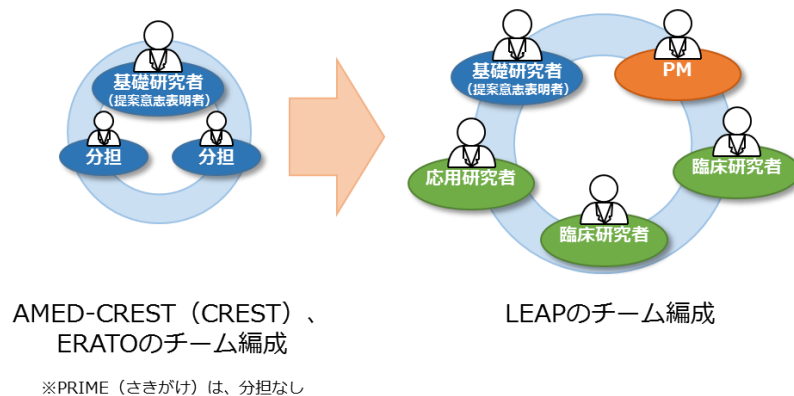 基礎研究者
（提案意志表明者）
分担
分担
基礎研究者
（提案意志表明者）
PM
応用研究者
臨床研究者
臨床研究者
AMED-CREST（CREST）、
ERATOのチーム編成
※PRIME（さきがけ）は、分担なし
LEAPのチーム編成